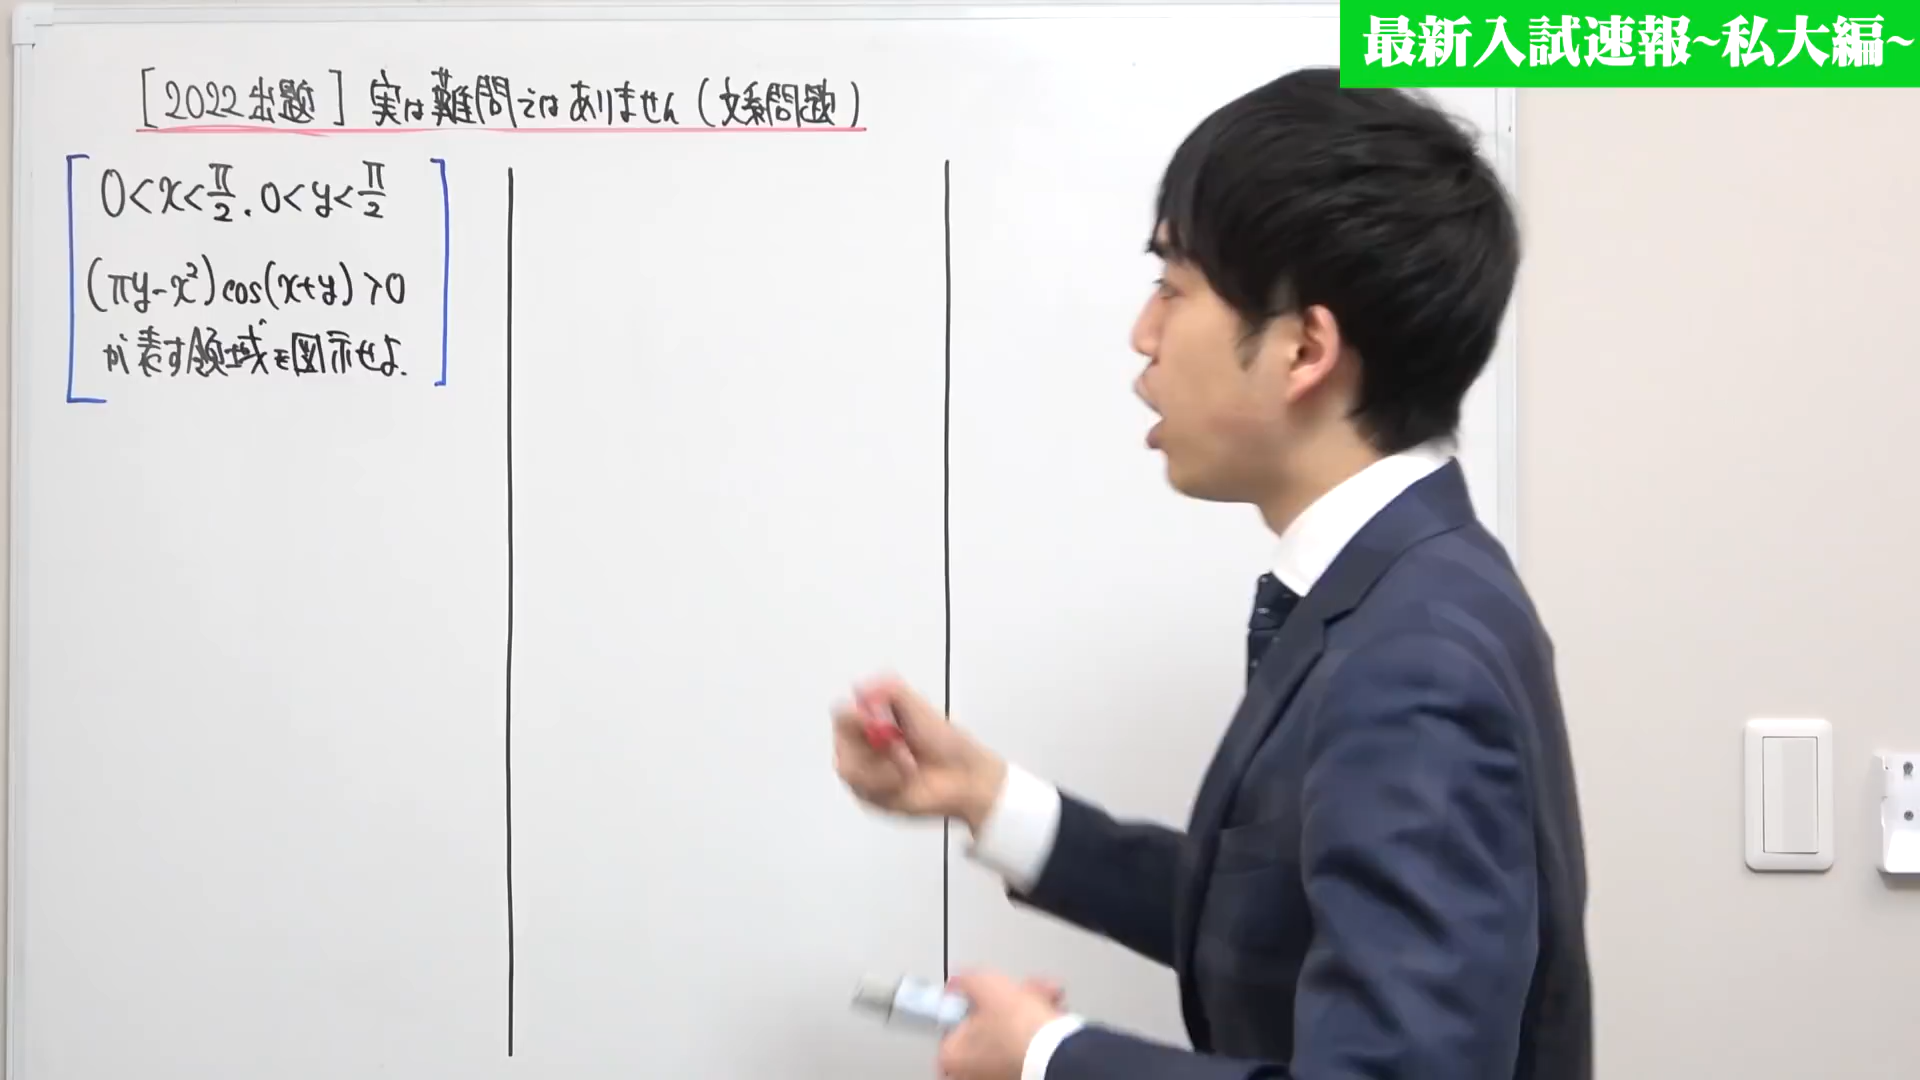 最新入試速報~私大編~
[2022出題] 実は難問ではありません (文系問題)
0<x<π/2. 0<y<π/2
(πy-x²)cos(x+y)>0
が表す領域を図示せよ.